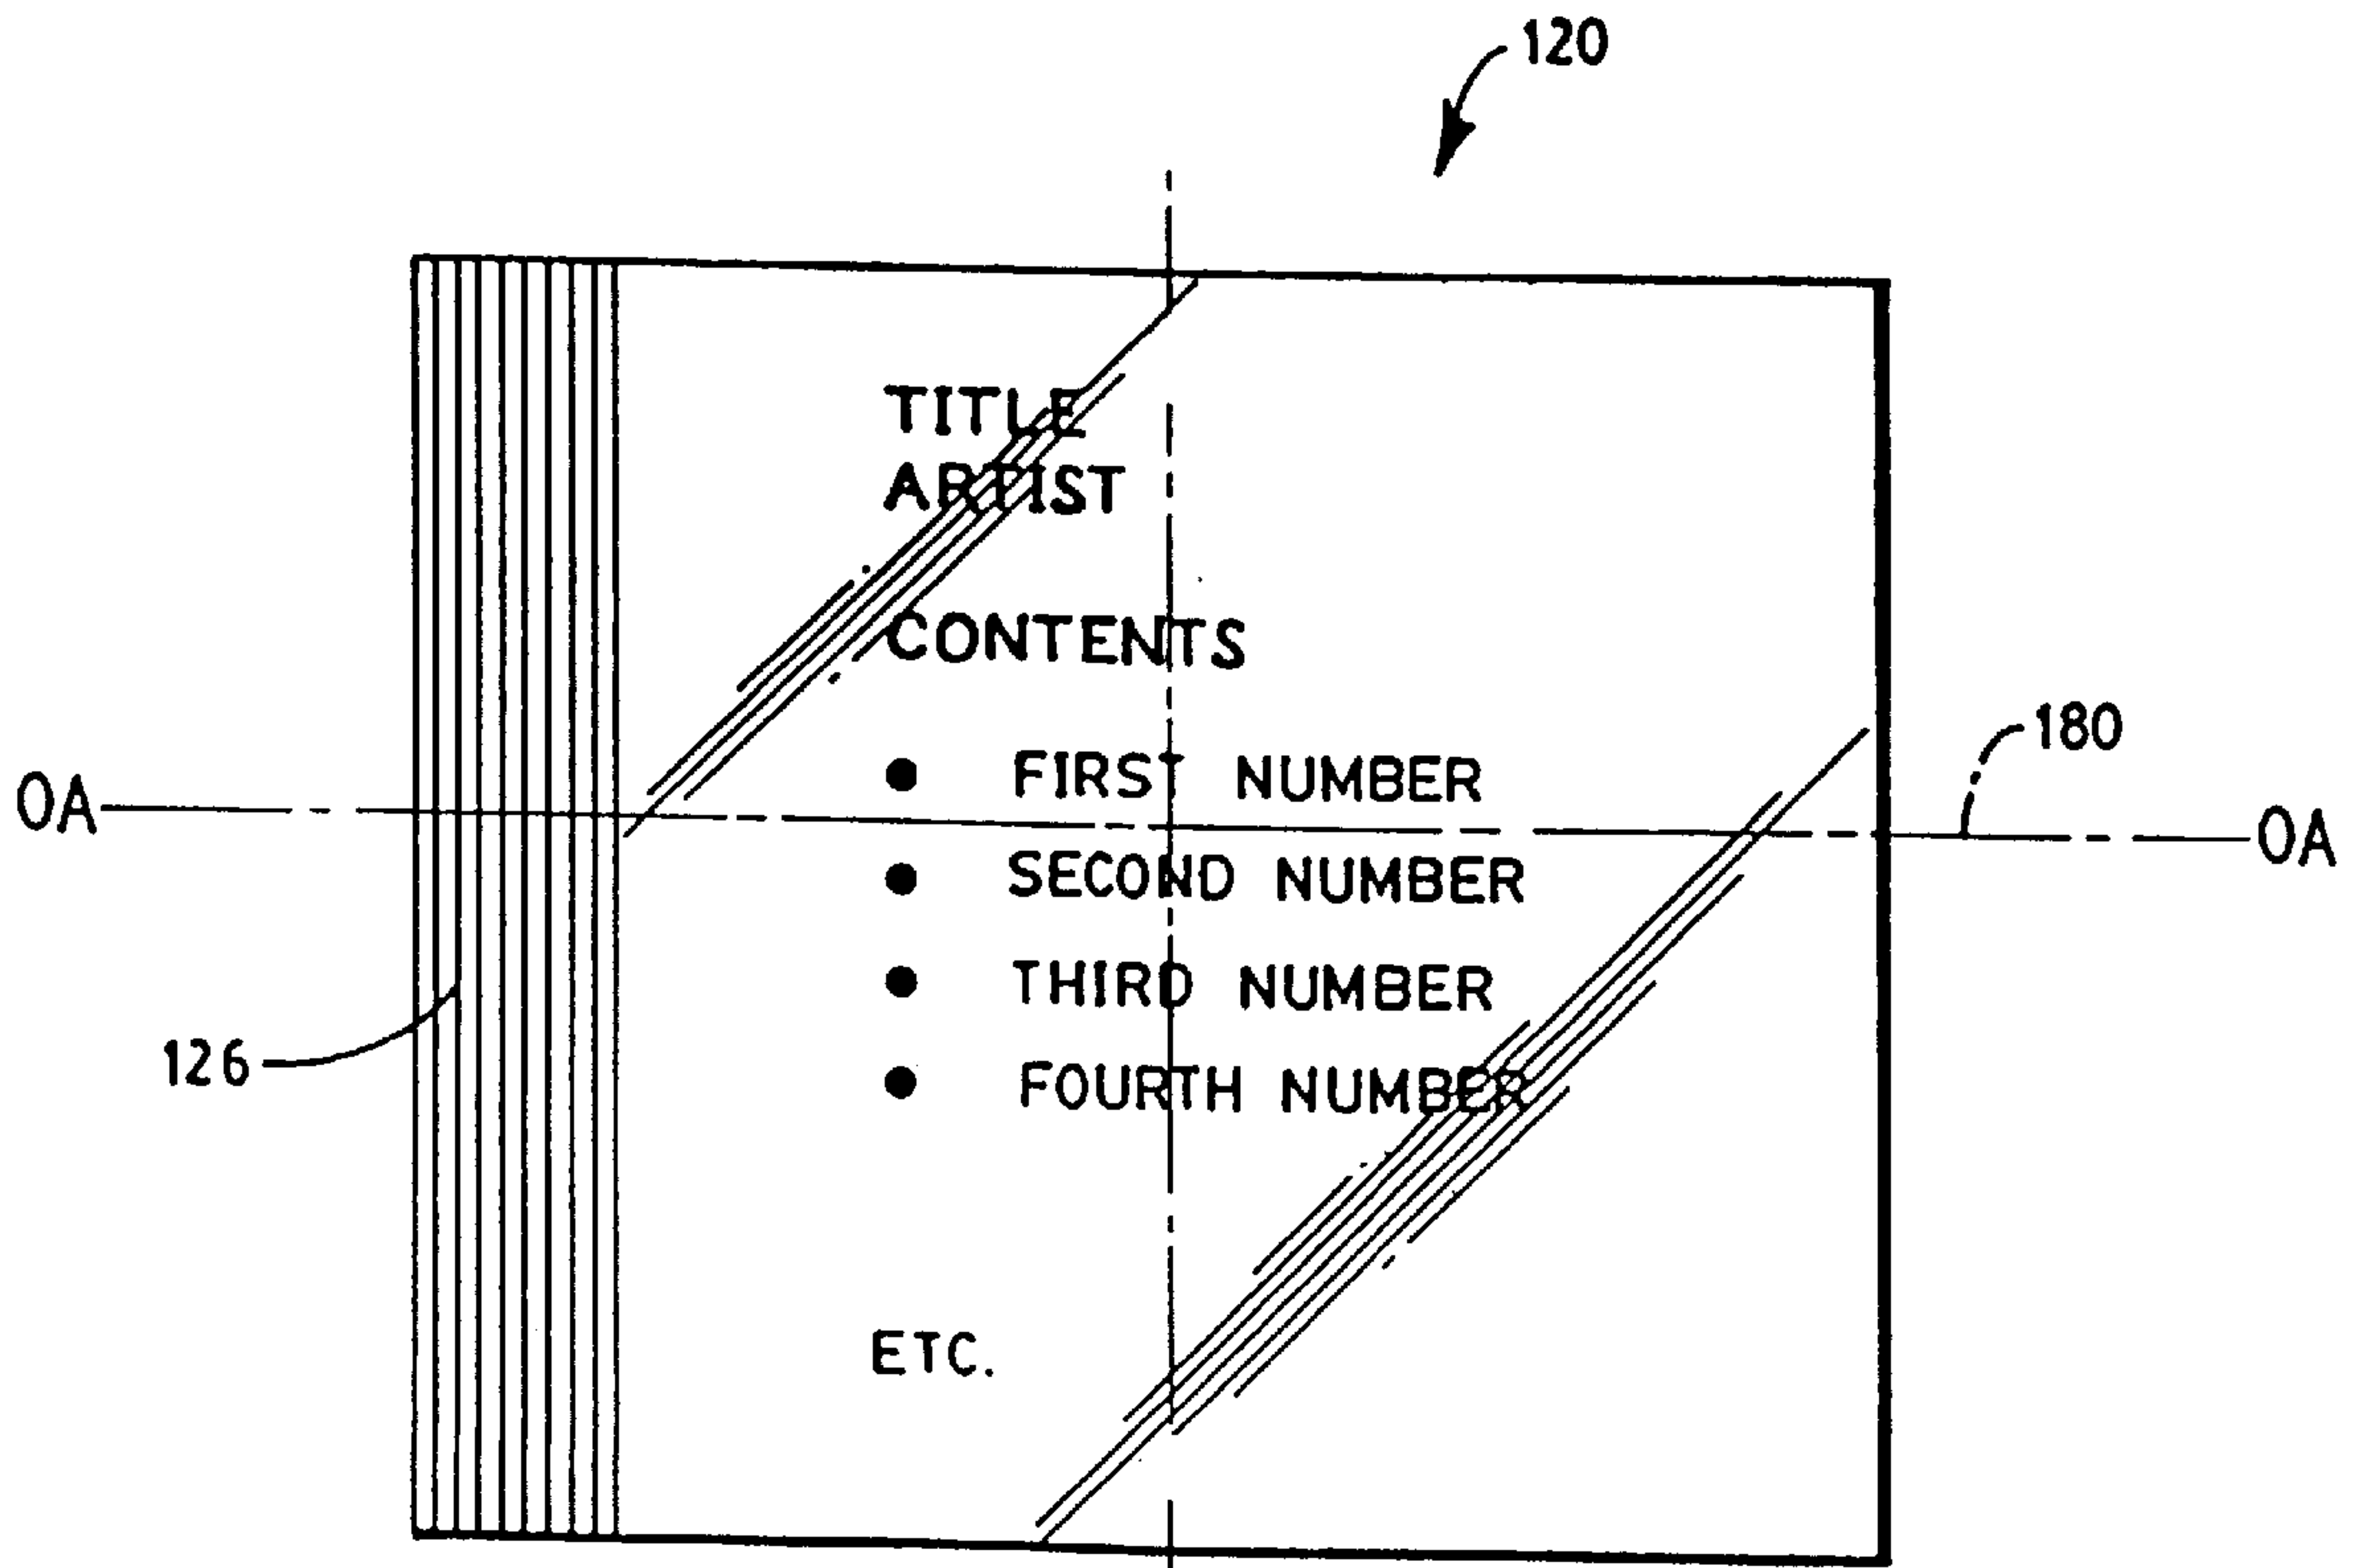 120
TITLE
ARTIST
CONTENTS
● FIRST NUMBER
180
OA OA
● SECOND NUMBER
● THIRD NUMBER
126
● FOURTH NUMBER
ETC.